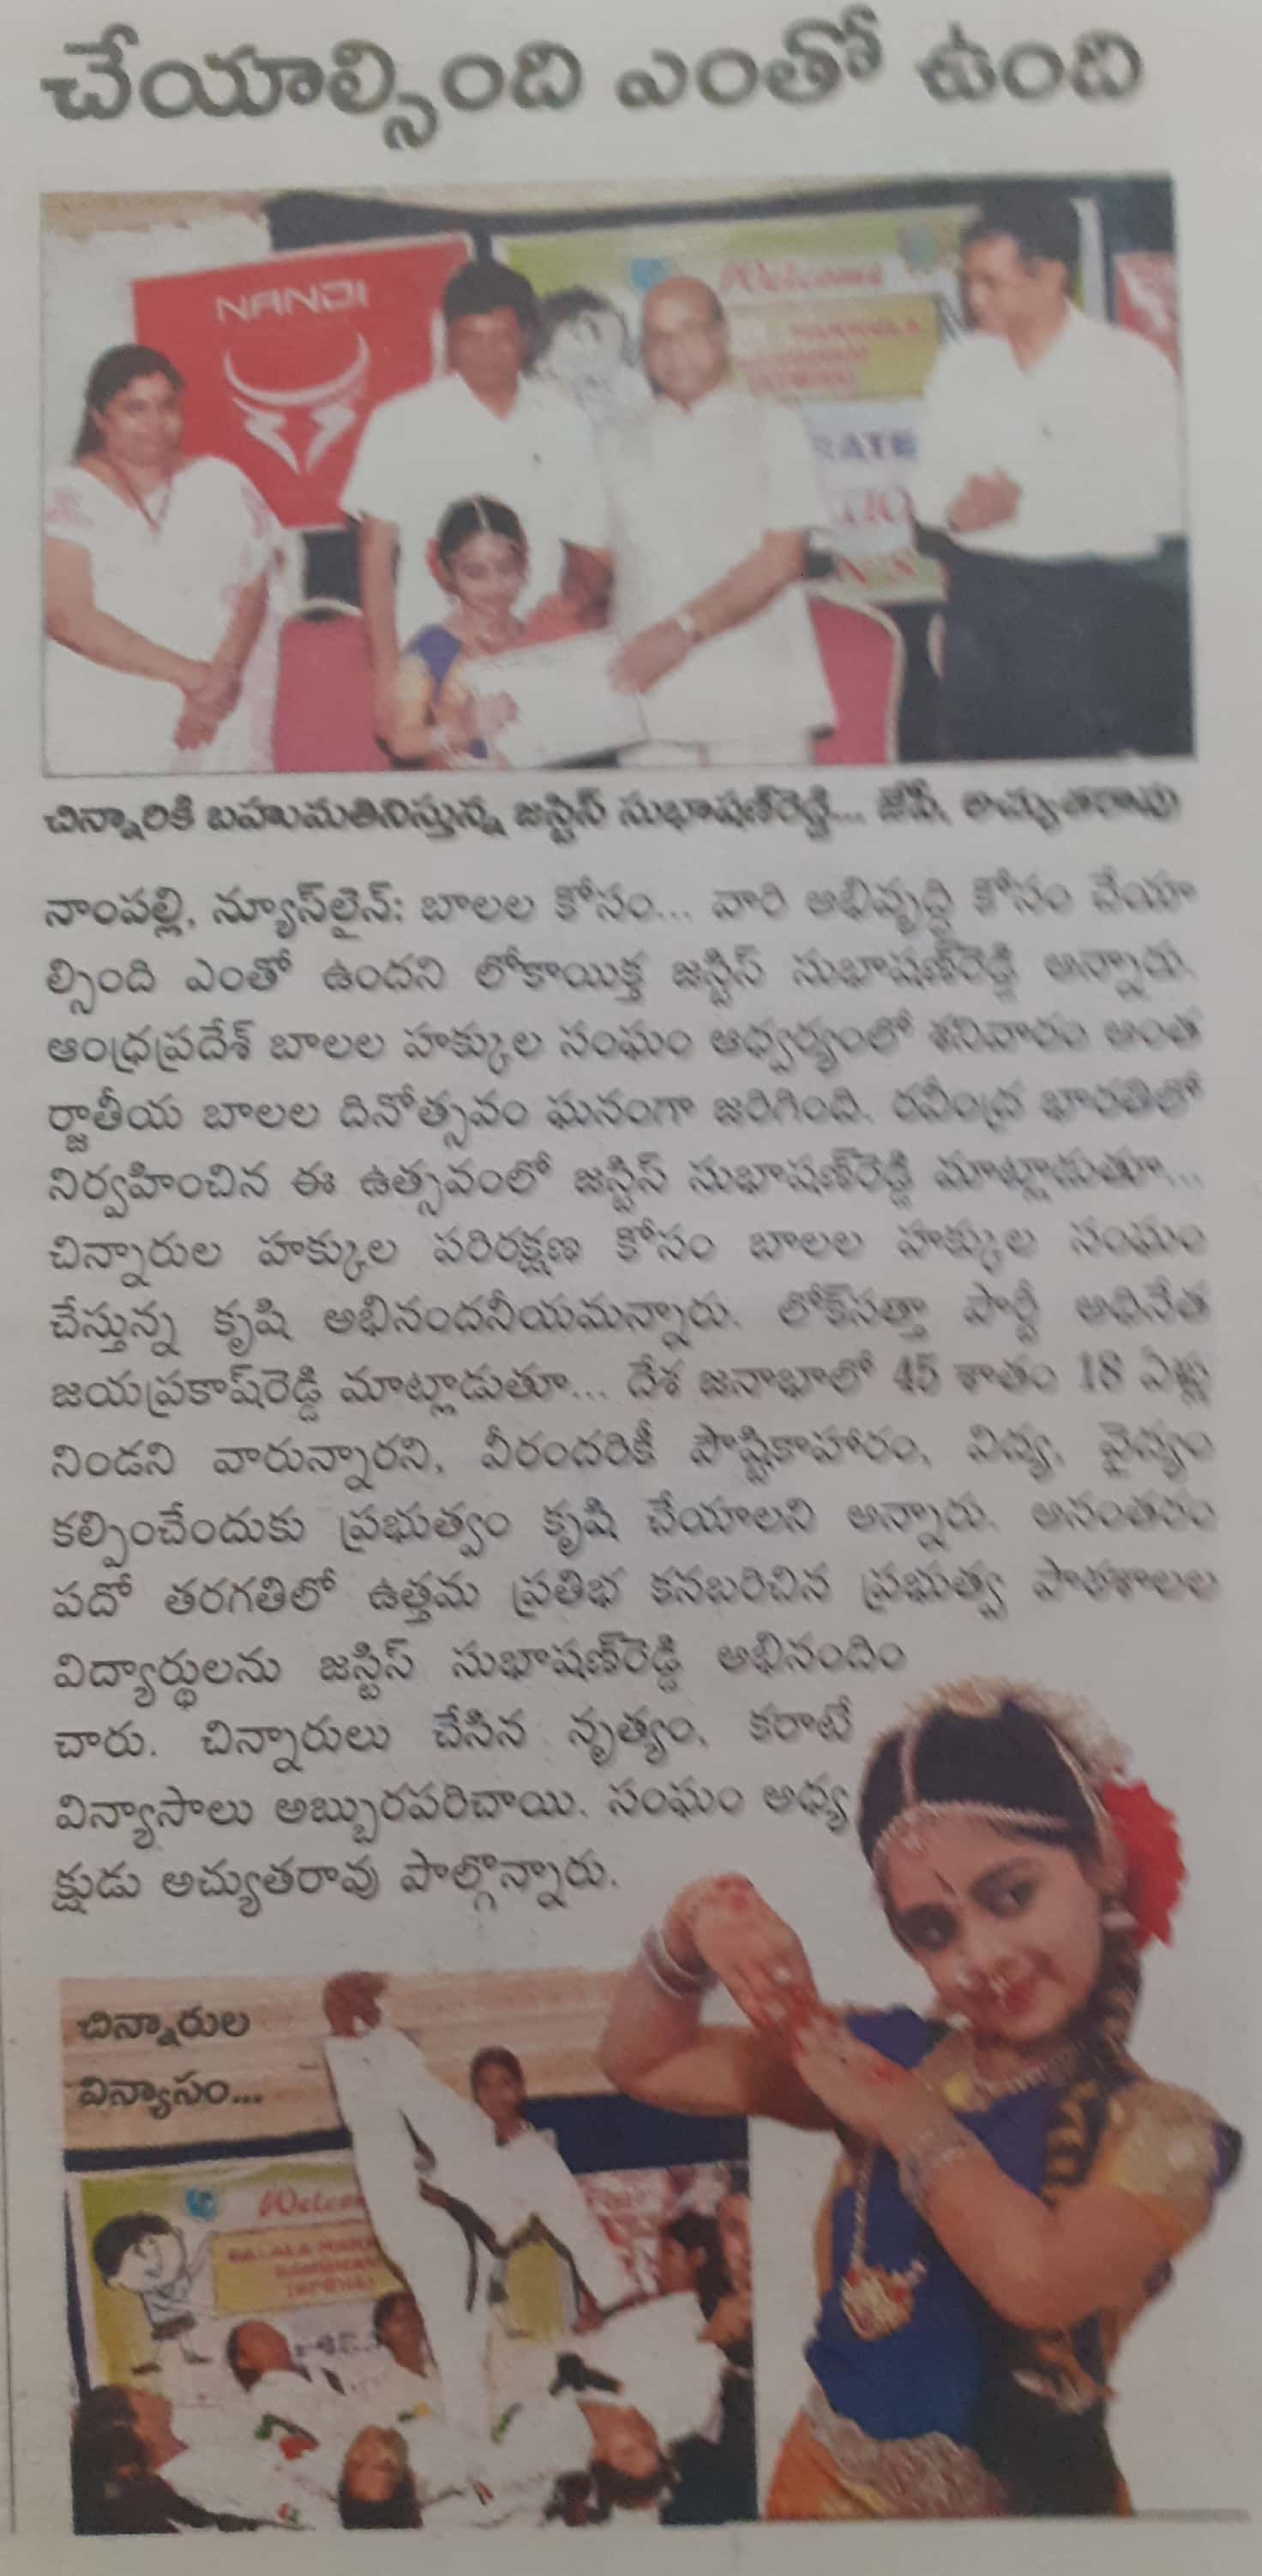 చేయాల్సింది ఎంతో ఉంది
NANDI
Welcome
చిన్నారికి బహుమతినిస్తున్న జస్టిస్ సుభాషణ్‌రెడ్డి... జేపీ, అచ్యుతరావు
నాంపల్లి, న్యూస్‌లైన్: బాలల కోసం... వారి అభివృద్ధి కోసం చేయా
ల్సింది ఎంతో ఉందని లోకాయిక్త జస్టిస్ సుభాషణ్‌రెడ్డి అన్నారు.
ఆంధ్రప్రదేశ్ బాలల హక్కుల సంఘం ఆధ్వర్యంలో శనివారం అంత
ర్జాతీయ బాలల దినోత్సవం ఘనంగా జరిగింది. రవీంద్ర భారతిలో
నిర్వహించిన ఈ ఉత్సవంలో జస్టిస్ సుభాషణ్‌రెడ్డి మాట్లాడుతూ...
చిన్నారుల హక్కుల పరిరక్షణ కోసం బాలల హక్కుల సంఘం
చేస్తున్న కృషి అభినందనీయమన్నారు. లోక్‌సత్తా పార్టీ అధినేత
జయప్రకాష్‌రెడ్డి మాట్లాడుతూ... దేశ జనాభాలో 45 శాతం 18 ఏళ్లు
నిండని వారున్నారని, వీరందరికీ పౌష్టికాహారం, విద్య, వైద్యం
కల్పించేందుకు ప్రభుత్వం కృషి చేయాలని అన్నారు. అనంతరం
పదో తరగతిలో ఉత్తమ ప్రతిభ కనబరిచిన ప్రభుత్వ పాఠశాలల
విద్యార్థులను జస్టిస్ సుభాషణ్‌రెడ్డి అభినందిం
చారు. చిన్నారులు చేసిన నృత్యం, కరాటే
విన్యాసాలు అబ్బురపరిచాయి. సంఘం అధ్య
క్షుడు అచ్యుతరావు పాల్గొన్నారు.
చిన్నారుల
విన్యాసం...